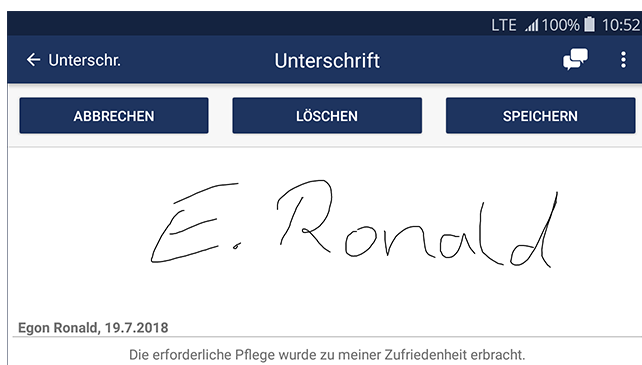 LTE 100% 10:52
← Unterschr. Unterschrift
ABBRECHEN LÖSCHEN SPEICHERN
E. Ronald
Egon Ronald, 19.7.2018
Die erforderliche Pflege wurde zu meiner Zufriedenheit erbracht.